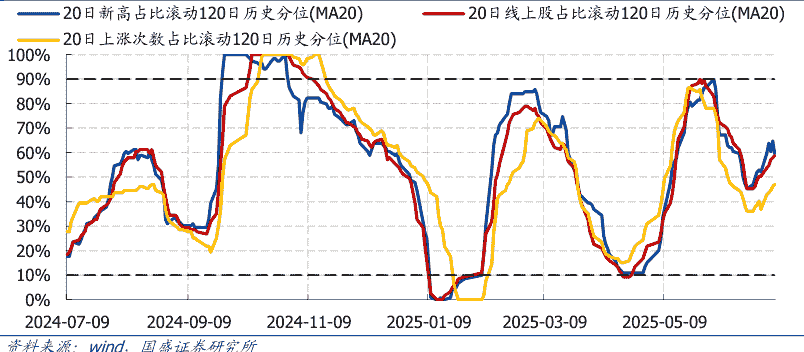 20日新高占比滚动120日历史分位(MA20) 20日线上股占比滚动120日历史分位(MA20)
20日上涨次数占比滚动120日历史分位(MA20)
100%
90%
80%
70%
60%
50%
40%
30%
20%
10%
0%
2024-07-09 2024-09-09 2024-11-09 2025-01-09 2025-03-09 2025-05-09
资料来源：wind，国盛证券研究所